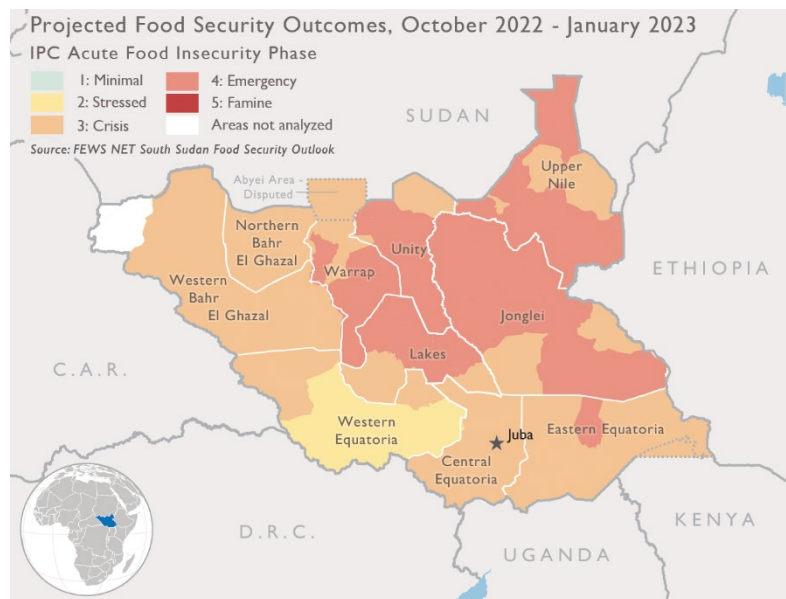 Projected Food Security Outcomes, October 2022 - January 2023
IPC Acute Food Insecurity Phase
1: Minimal
2: Stressed
3: Crisis
4: Emergency
5: Famine
Areas not analyzed
Source: FEWS NET South Sudan Food Security Outlook
SUDAN
Abyei Area -
Disputed
Upper
Nile
Northern
Bahr
El Ghazal
Unity
Warrap
ETHIOPIA
Western
Bahr
El Ghazal
Jonglei
Lakes
C.A.R.
Western
Equatoria
Juba
Eastern Equatoria
Central
Equatoria
D.R.C.
KENYA
UGANDA